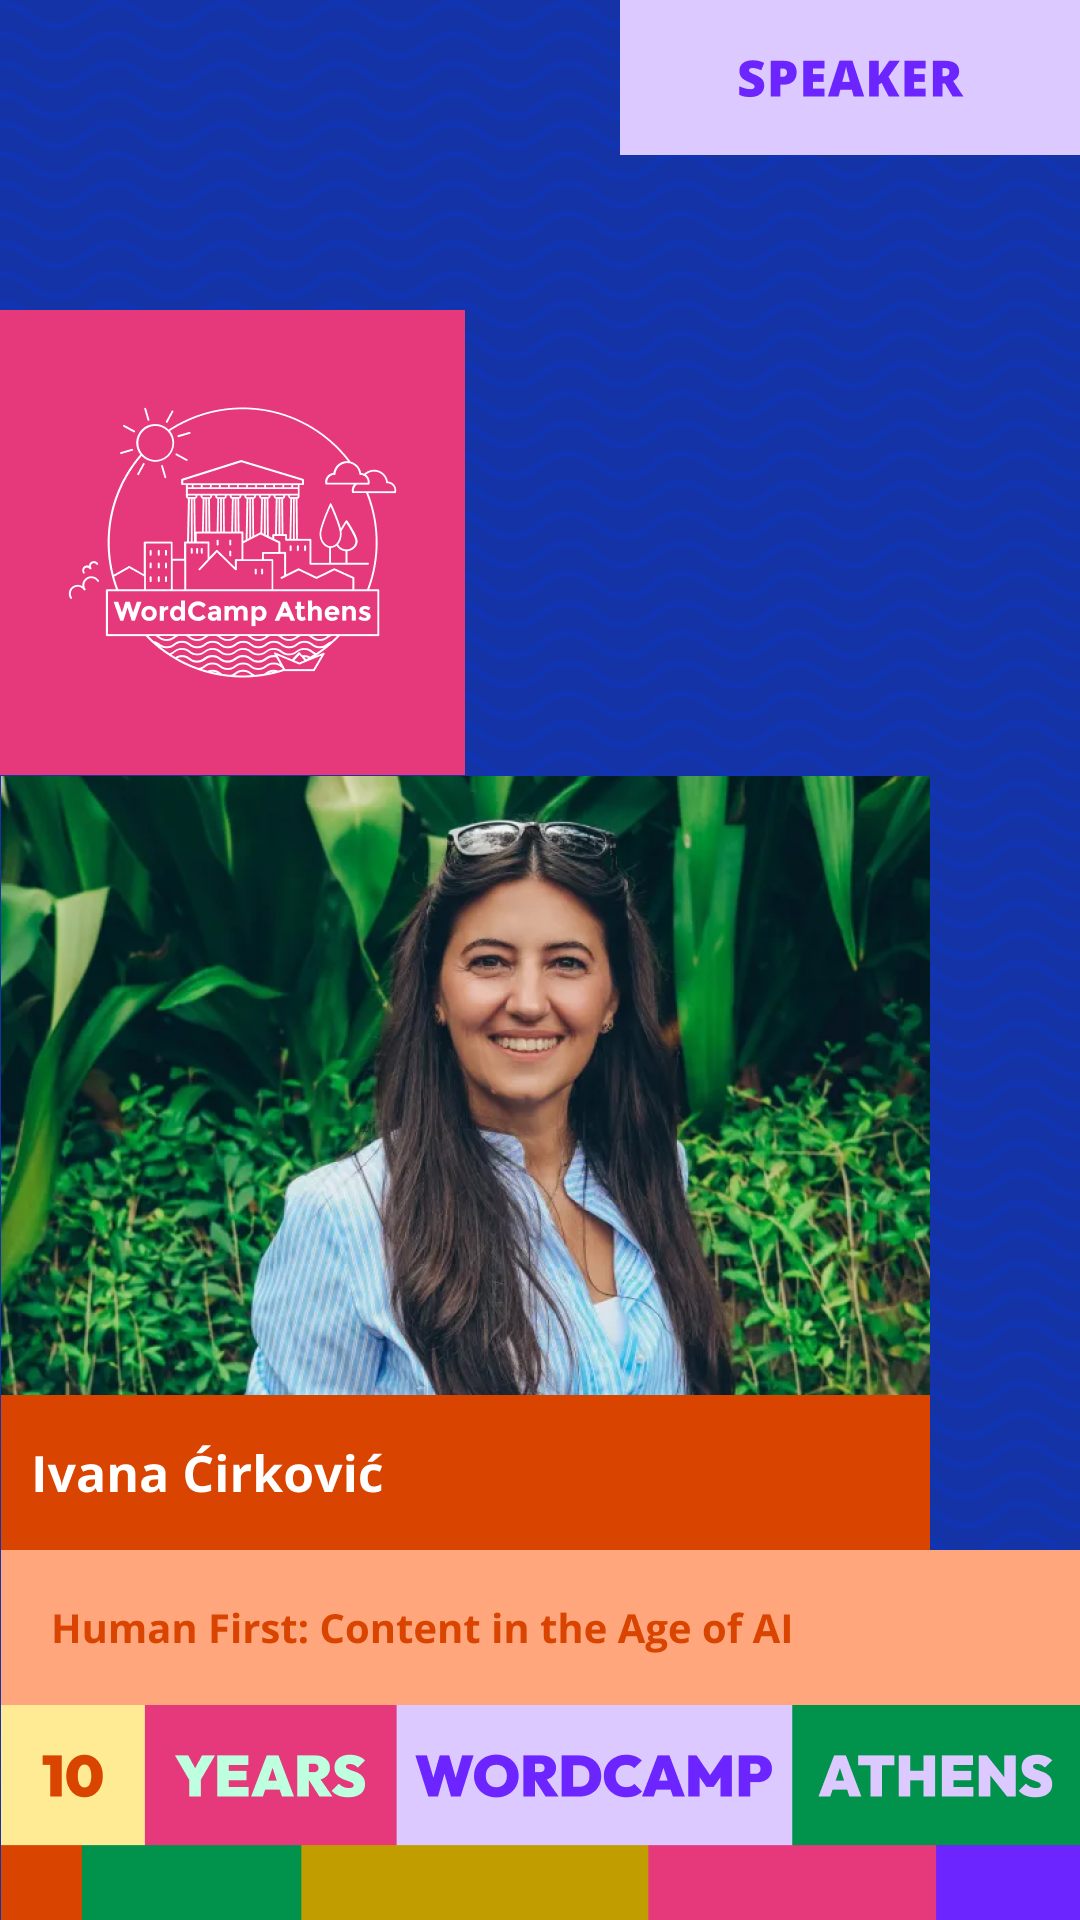 SPEAKER
WordCamp Athens
Ivana Ćirković
Human First: Content in the Age of AI
10 YEARS WORDCAMP ATHENS